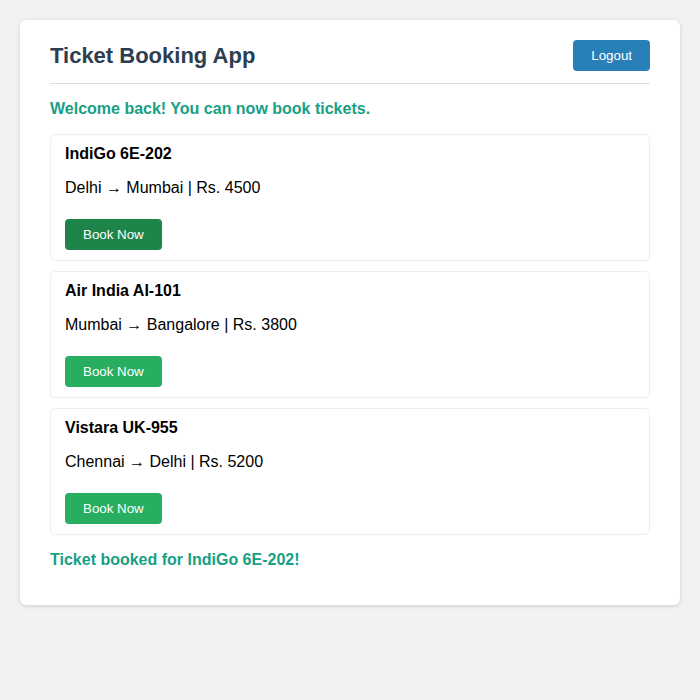 Ticket Booking App
Logout
Welcome back! You can now book tickets.
IndiGo 6E-202
Delhi → Mumbai | Rs. 4500
Book Now
Air India AI-101
Mumbai → Bangalore | Rs. 3800
Book Now
Vistara UK-955
Chennai → Delhi | Rs. 5200
Book Now
Ticket booked for IndiGo 6E-202!